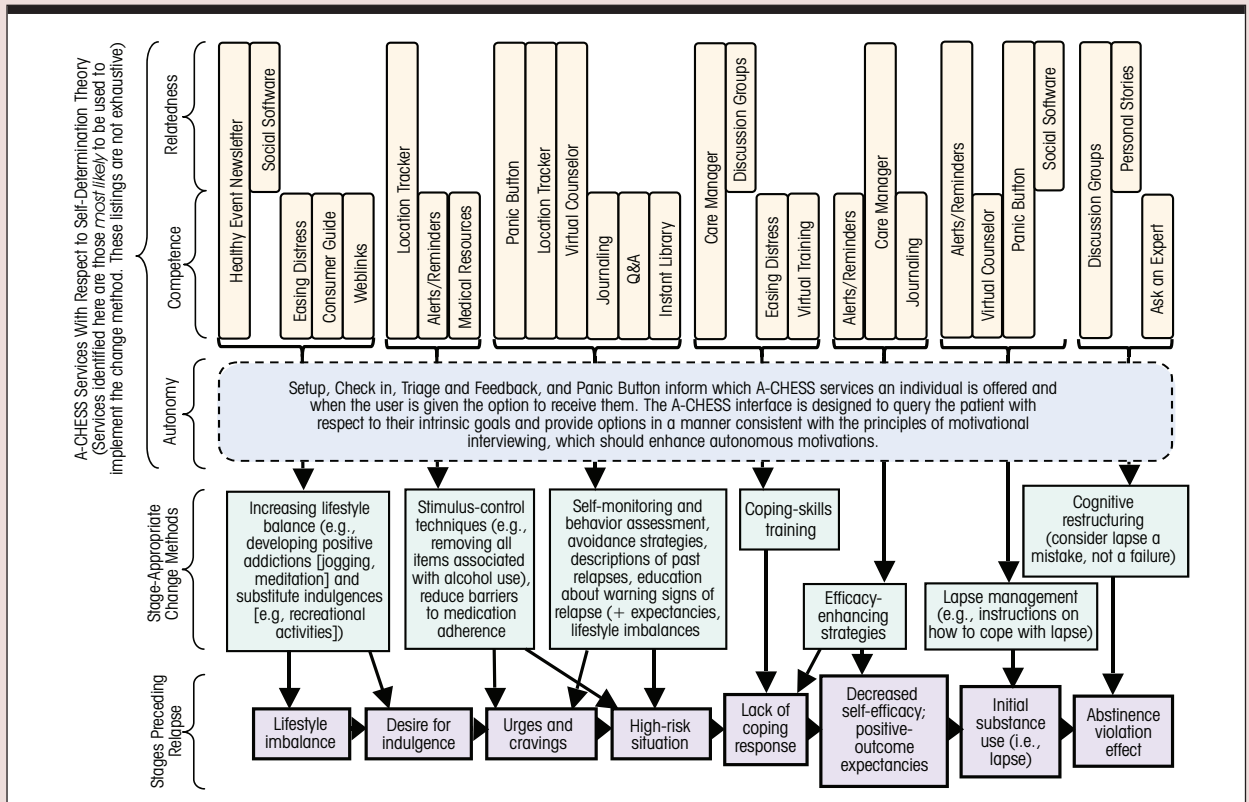 A-CHESS Services With Respect to Self-Determination Theory
(Services identified here are those most likely to be used to
implement the change method. These listings are not exhaustive)
Relatedness
Competence
Autonomy
Healthy Event Newsletter
Social Software
Easing Distress
Consumer Guide
Weblinks
Location Tracker
Alerts/Reminders
Medical Resources
Panic Button
Location Tracker
Virtual Counselor
Journaling
Q&A
Instant Library
Care Manager
Discussion Groups
Easing Distress
Virtual Training
Alerts/Reminders
Care Manager
Journaling
Alerts/Reminders
Virtual Counselor
Panic Button
Social Software
Discussion Groups
Personal Stories
Ask an Expert
Setup, Check in, Triage and Feedback, and Panic Button inform which A-CHESS services an individual is offered and
when the user is given the option to receive them. The A-CHESS interface is designed to query the patient with
respect to their intrinsic goals and provide options in a manner consistent with the principles of motivational
interviewing, which should enhance autonomous motivations.
Stage-Appropriate
Change Methods
Increasing lifestyle
balance (e.g.,
developing positive
addictions [jogging,
meditation] and
substitute indulgences
[e.g, recreational
activities])
Stimulus-control
techniques (e.g.,
removing all
items associated
with alcohol use),
reduce barriers
to medication
adherence
Self-monitoring and
behavior assessment,
avoidance strategies,
descriptions of past
relapses, education
about warning signs of
relapse (+ expectancies,
lifestyle imbalances
Coping-skills
training
Efficacy-
enhancing
strategies
Lapse management
(e.g., instructions on
how to cope with lapse)
Cognitive
restructuring
(consider lapse a
mistake, not a failure)
Stages Preceding
Relapse
Lifestyle
imbalance
Desire for
indulgence
Urges and
cravings
High-risk
situation
Lack of
coping
response
Decreased
self-efficacy;
positive-
outcome
expectancies
Initial
substance
use (i.e.,
lapse)
Abstinence
violation
effect